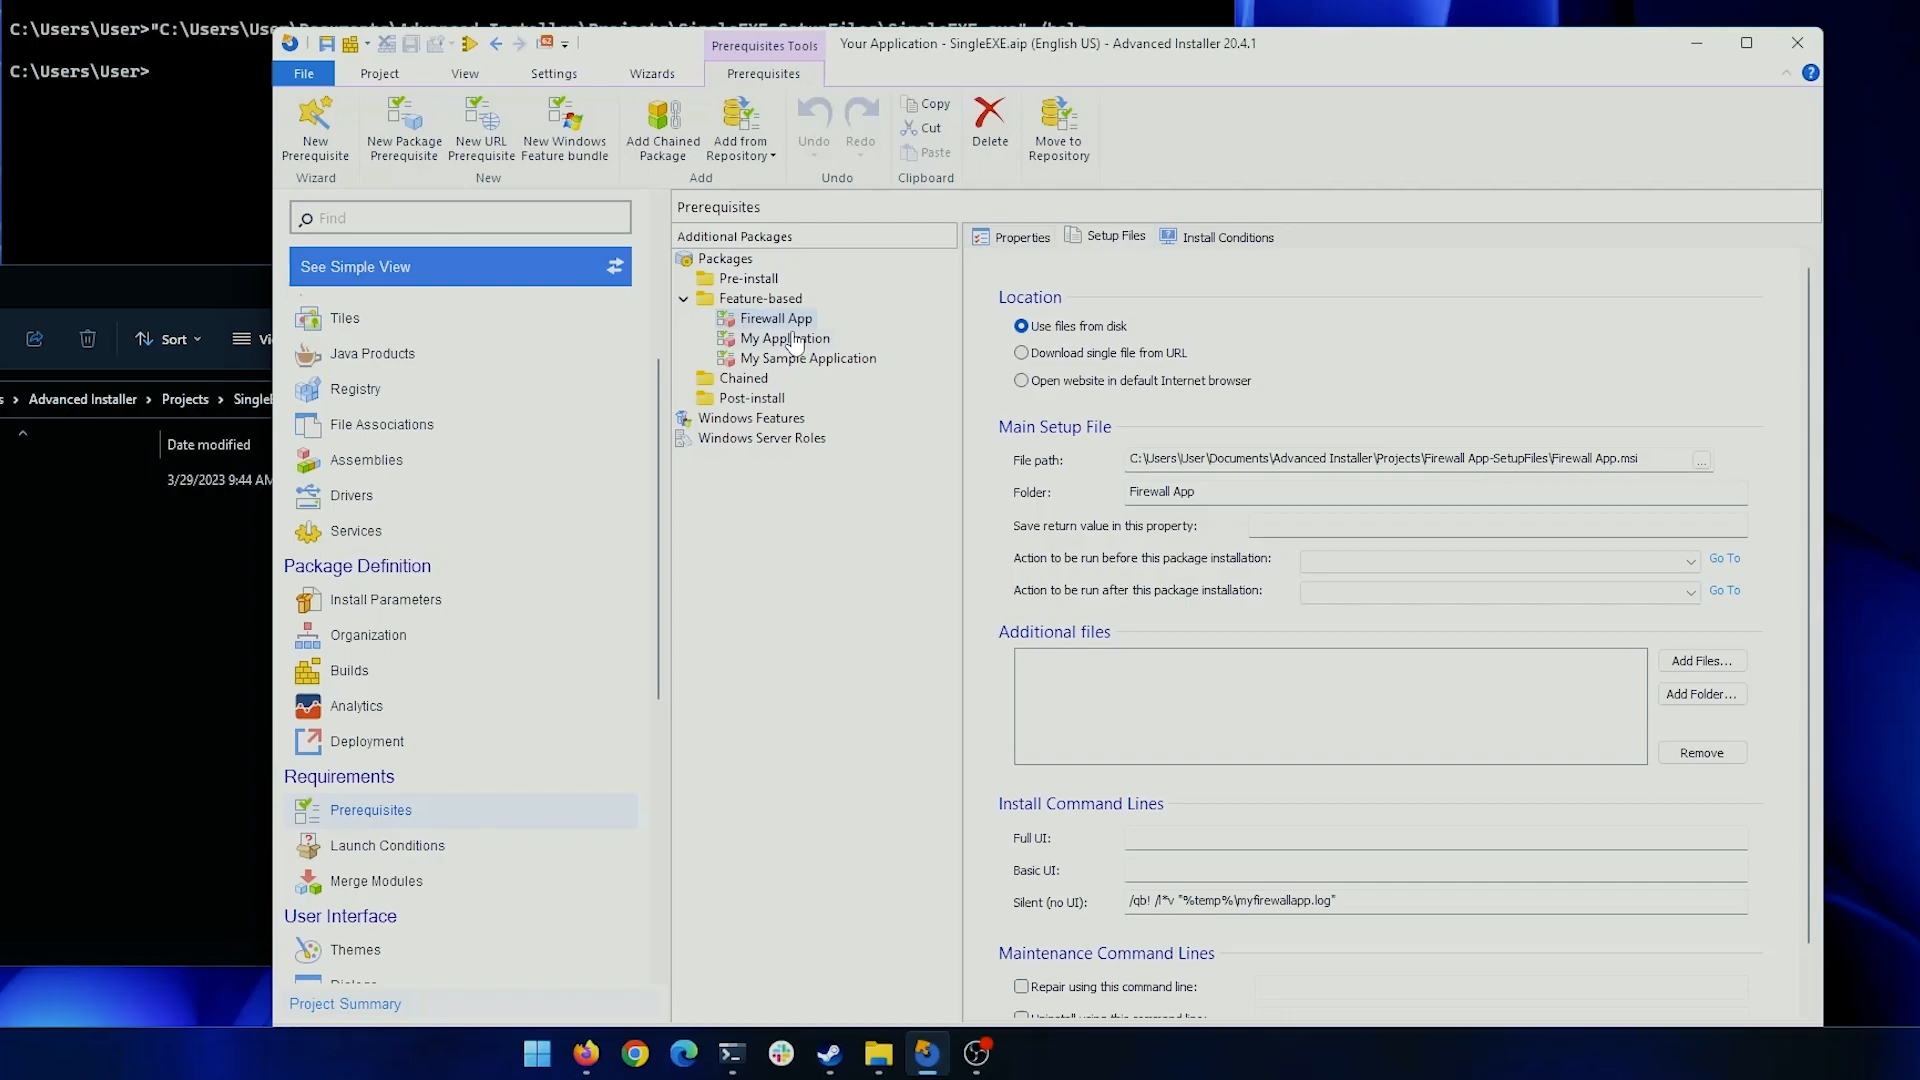 C:\Users\User>"C:\Users\User\Documents\Advanced Installer\Projects\SingleEXE-SetupFiles\SingleEXE.exe" /help
C:\Users\User>
Prerequisites Tools
Your Application - SingleEXE.aip (English US) - Advanced Installer 20.4.1
File
Project
View
Settings
Wizards
Prerequisites
New Prerequisite
New Package Prerequisite
New URL Prerequisite
New Windows Feature bundle
Add Chained Package
Add from Repository
Undo
Redo
Copy
Cut
Paste
Delete
Move to Repository
Wizard
New
Add
Undo
Clipboard
Find
See Simple View
Tiles
Java Products
Registry
File Associations
Assemblies
Drivers
Services
Package Definition
Install Parameters
Organization
Builds
Analytics
Deployment
Requirements
Prerequisites
Launch Conditions
Merge Modules
User Interface
Themes
Project Summary
Prerequisites
Additional Packages
Packages
Pre-install
Feature-based
Firewall App
My Application
My Sample Application
Chained
Post-install
Windows Features
Windows Server Roles
Properties
Setup Files
Install Conditions
Location
Use files from disk
Download single file from URL
Open website in default Internet browser
Main Setup File
File path:
C:\Users\User\Documents\Advanced Installer\Projects\Firewall App-SetupFiles\Firewall App.msi
...
Folder:
Firewall App
Save return value in this property:
Action to be run before this package installation:
Go To
Action to be run after this package installation:
Go To
Additional files
Add Files...
Add Folder...
Remove
Install Command Lines
Full UI:
Basic UI:
Silent (no UI):
/qb! /l*v "%temp%\myfirewallapp.log"
Maintenance Command Lines
Repair using this command line:
Sort
Advanced Installer
Projects
Date modified
3/29/2023 9:44 AM